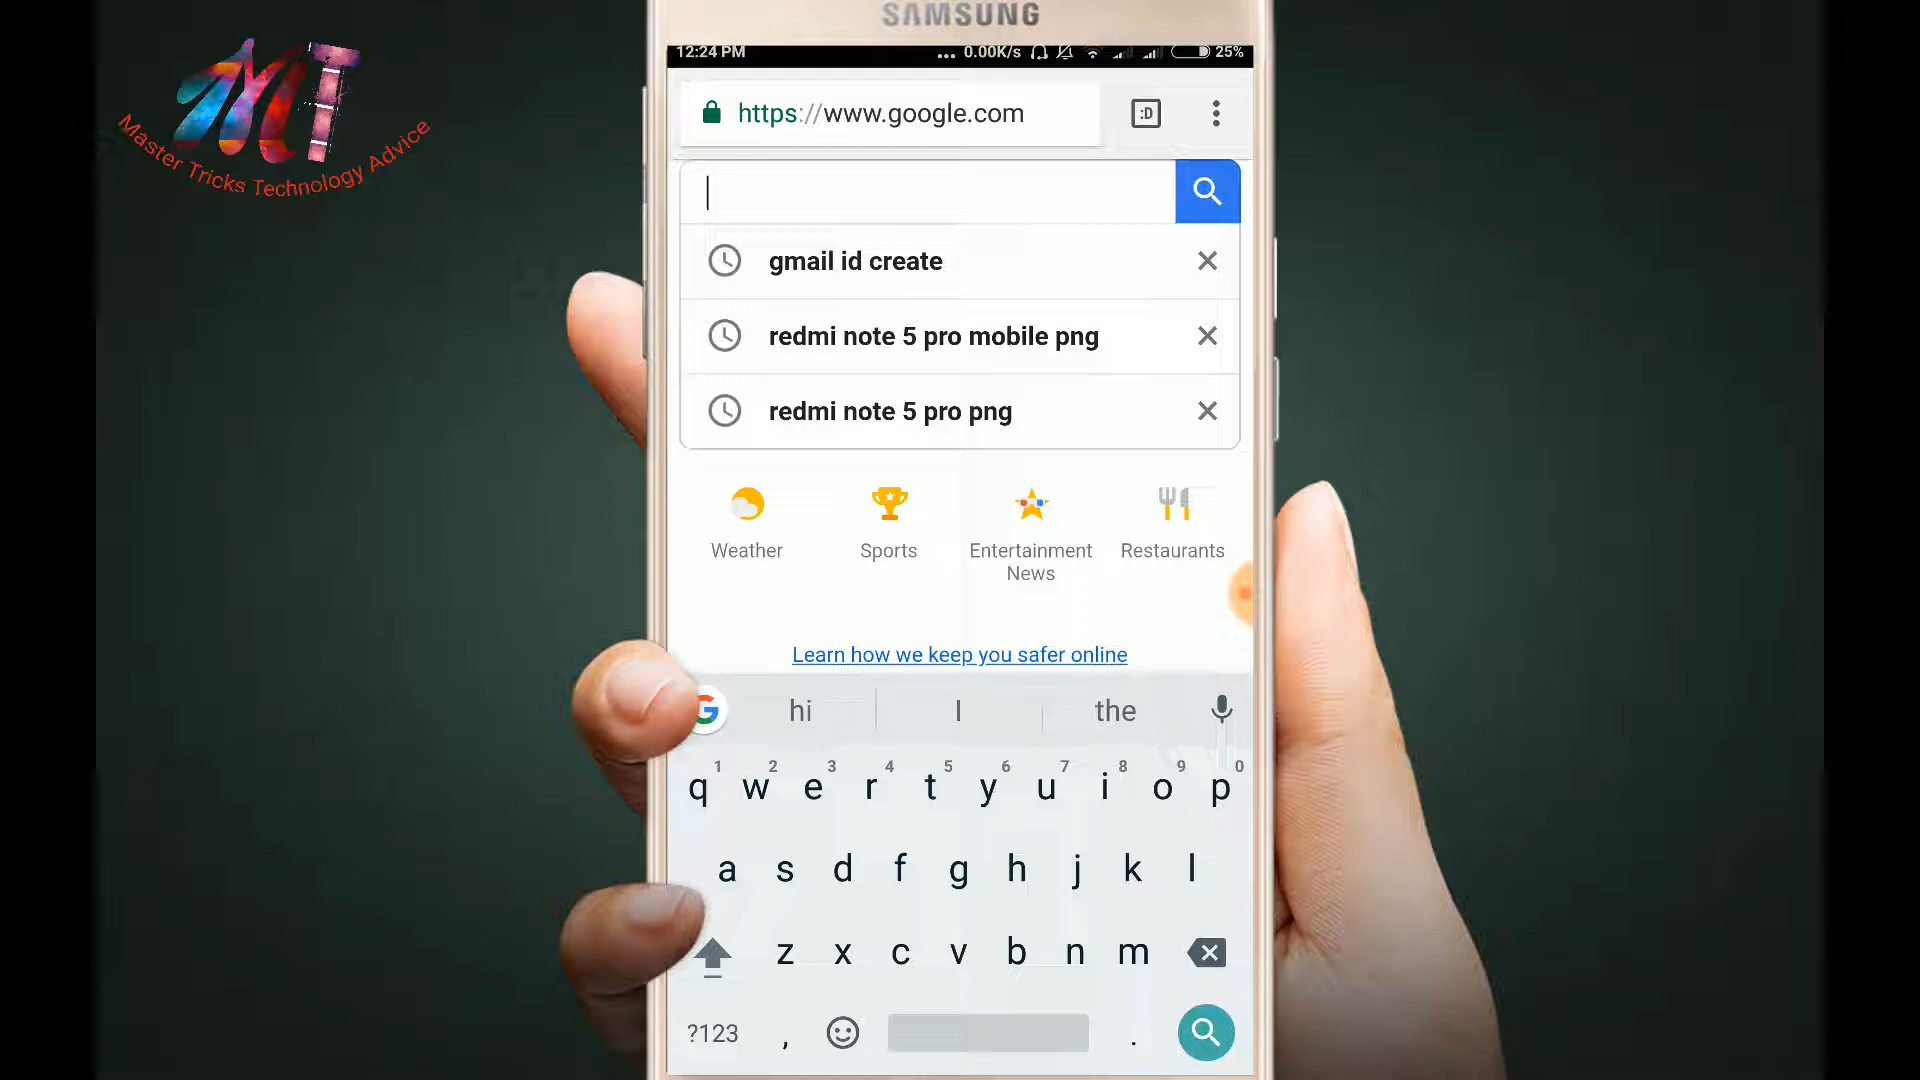 SAMSUNG
MT
Master Tricks Technology Advice
12:24 PM
... 0.00K/s
25%
https://www.google.com
:D
gmail id create
redmi note 5 pro mobile png
redmi note 5 pro png
Weather
Sports
Entertainment
News
Restaurants
Learn how we keep you safer online
G
hi
I
the
1 2 3 4 5 6 7 8 9 0
q w e r t y u i o p
a s d f g h j k l
z x c v b n m
?123
,
.